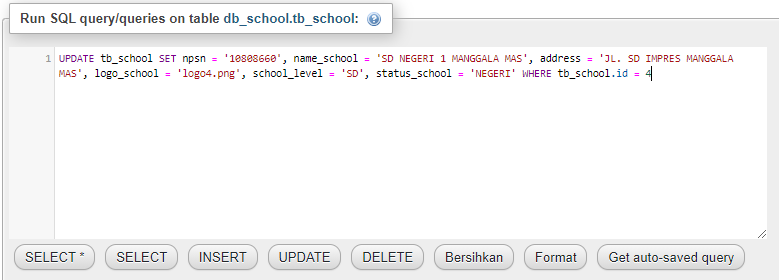 Run SQL query/queries on table db_school.tb_school:
1 UPDATE tb_school SET npsn = '10808660', name_school = 'SD NEGERI 1 MANGGALA MAS', address = 'JL. SD IMPRES MANGGALA
MAS', logo_school = 'logo4.png', school_level = 'SD', status_school = 'NEGERI' WHERE tb_school.id = 4
SELECT * SELECT INSERT UPDATE DELETE Bersihkan Format Get auto-saved query